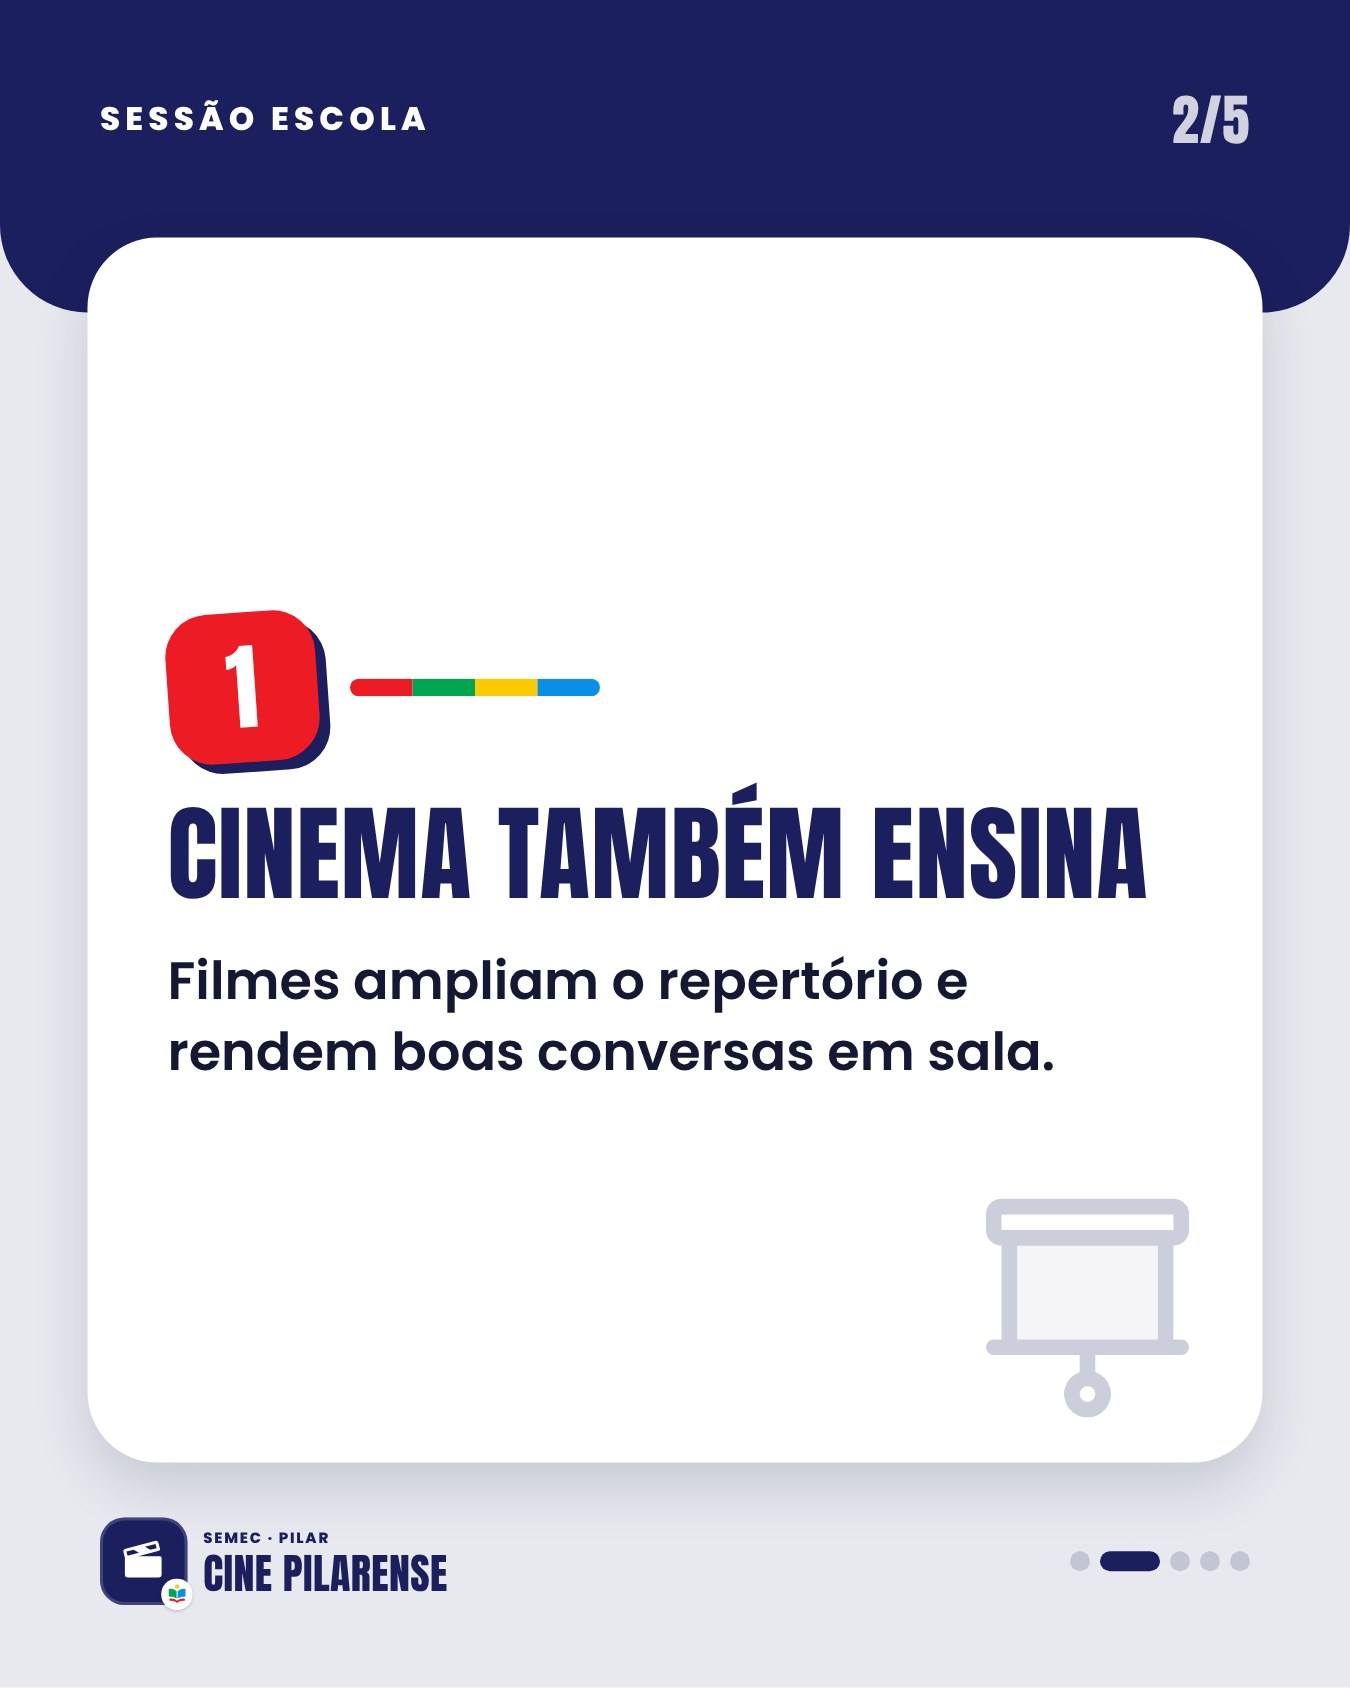 SESSÃO ESCOLA
2/5
1
CINEMA TAMBÉM ENSINA
Filmes ampliam o repertório e
rendem boas conversas em sala.
SEMEC · PILAR
CINE PILARENSE